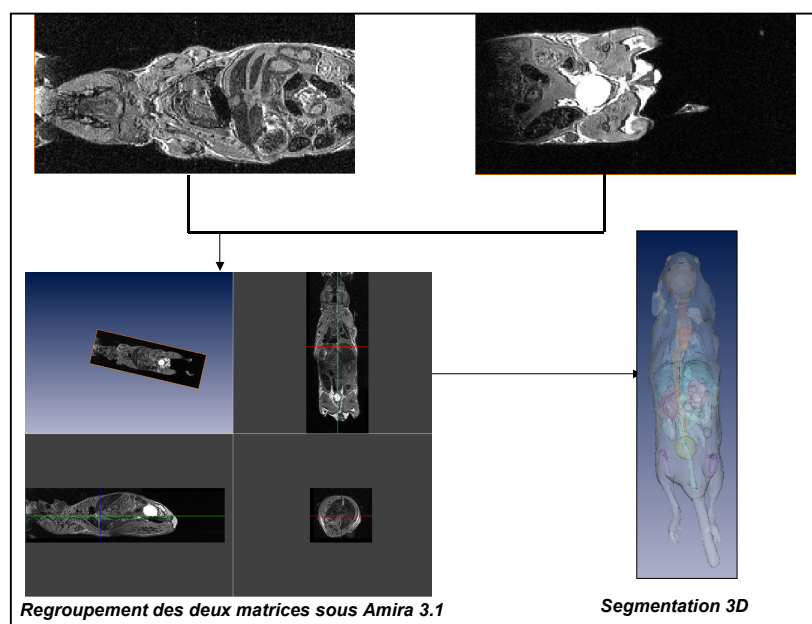 Regroupement des deux matrices sous Amira 3.1
Segmentation 3D